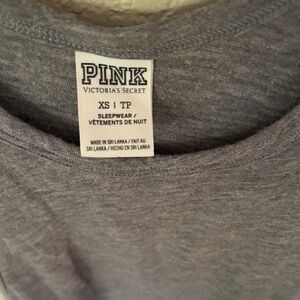 PINK
VICTORIA'S SECRET
XS | TP
SLEEPWEAR /
VÊTEMENTS DE NUIT
MADE IN SRI LANKA / FAIT AU
SRI LANKA / HECHO EN SRI LANKA